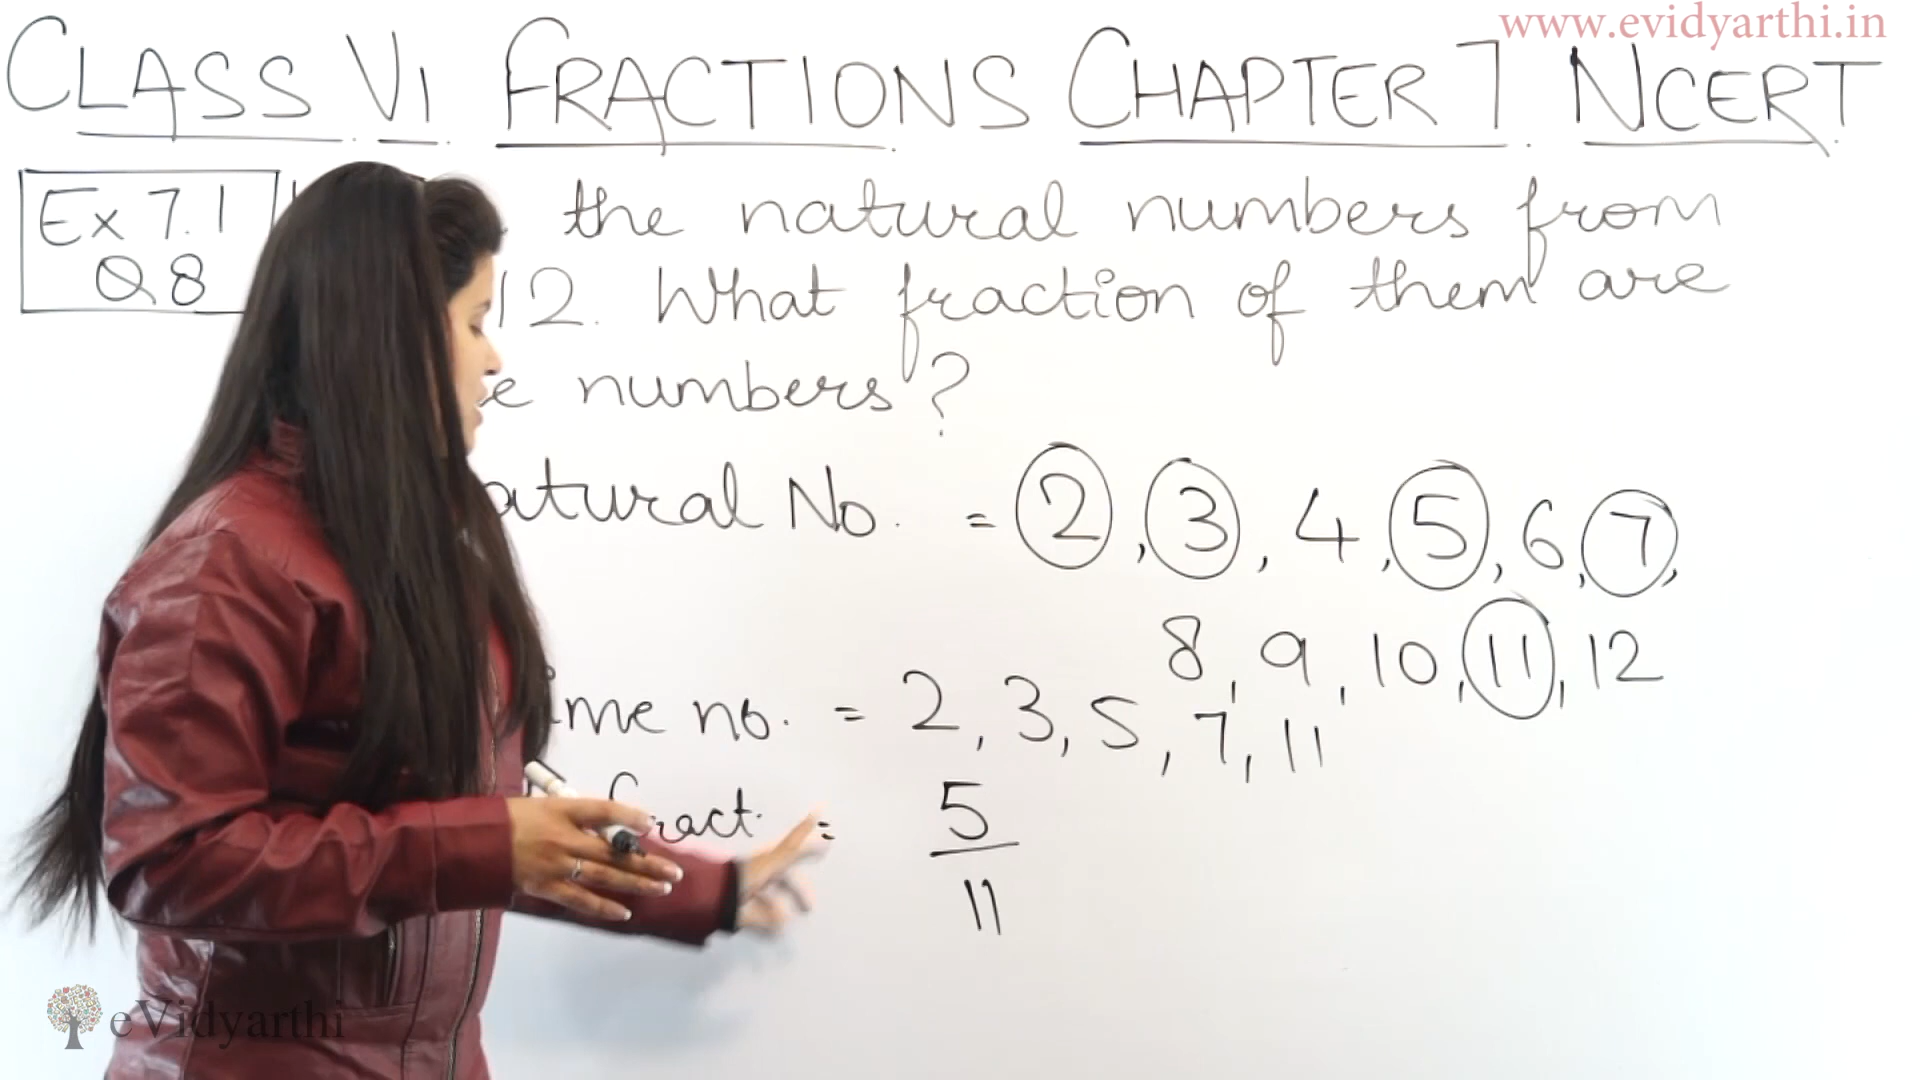 www.evidyarthi.in
CLASS VI FRACTIONS CHAPTER 7 NCERT
Ex 7.1
Q 8
the natural numbers from
12. What fraction of them are
numbers?
atural No. = 2, 3, 4, 5, 6, 7,
8, 9, 10, 11, 12
ime no. = 2, 3, 5, 7, 11
fract. = 5
11
eVidyarthi